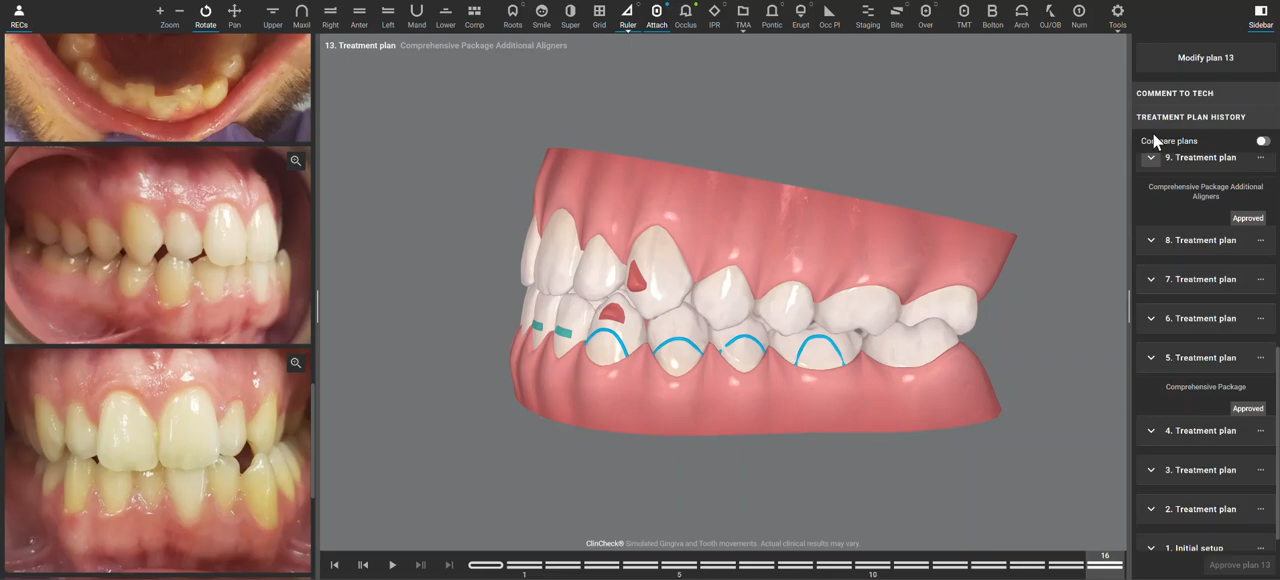 RECs
Zoom
Rotate
Pan
Upper
Maxil
Right
Anter
Left
Mand
Lower
Comp
Roots
Smile
Super
Grid
Ruler
Attach
Occlus
IPR
TMA
Pontic
Erupt
Occ Pl
Staging
Bite
Over
TMT
Bolton
Arch
OJ/OB
Num
Tools
Sidebar
13. Treatment plan Comprehensive Package Additional Aligners
Modify plan 13
COMMENT TO TECH
TREATMENT PLAN HISTORY
Compare plans
9. Treatment plan
Comprehensive Package Additional
Aligners
Approved
8. Treatment plan
7. Treatment plan
6. Treatment plan
5. Treatment plan
Comprehensive Package
Approved
4. Treatment plan
3. Treatment plan
2. Treatment plan
1. Initial setup
Approve plan 13
ClinCheck® Simulated Gingiva and Tooth movements. Actual clinical results may vary.
16
1
5
10